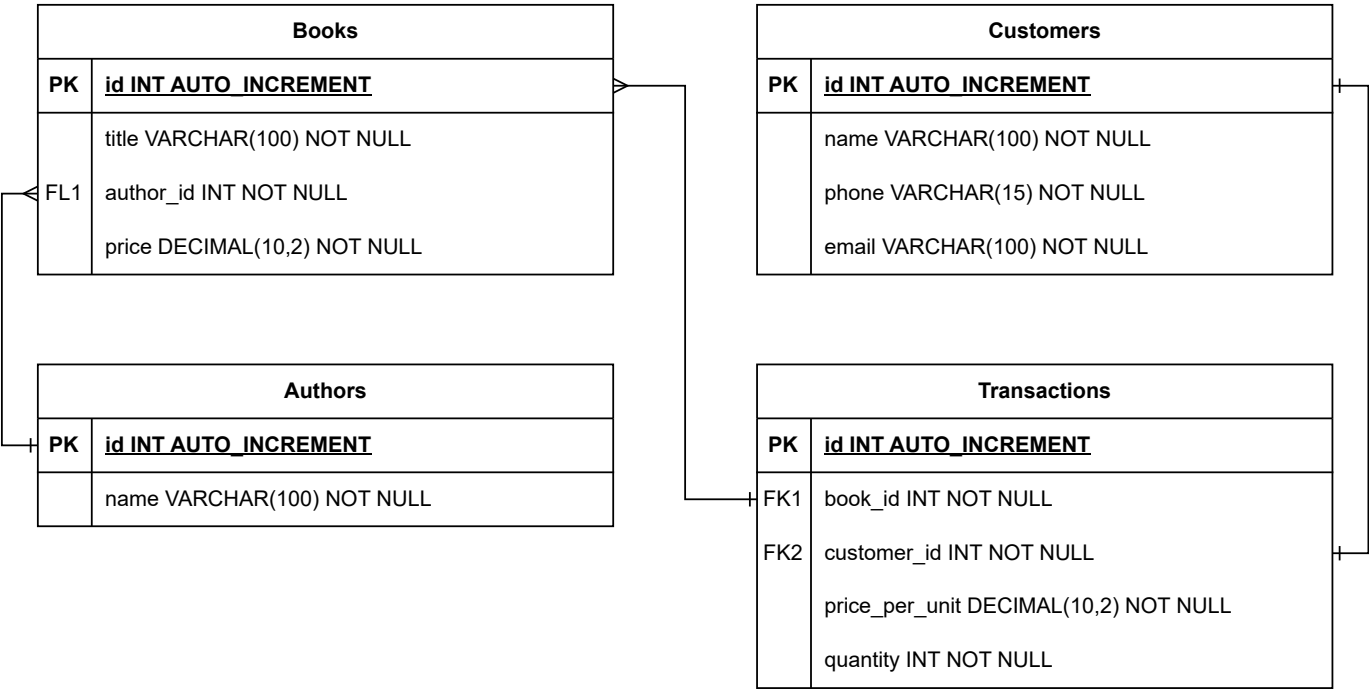 Books
PK id INT AUTO_INCREMENT
title VARCHAR(100) NOT NULL
FL1 author_id INT NOT NULL
price DECIMAL(10,2) NOT NULL
Customers
PK id INT AUTO_INCREMENT
name VARCHAR(100) NOT NULL
phone VARCHAR(15) NOT NULL
email VARCHAR(100) NOT NULL
Authors
PK id INT AUTO_INCREMENT
name VARCHAR(100) NOT NULL
Transactions
PK id INT AUTO_INCREMENT
FK1 book_id INT NOT NULL
FK2 customer_id INT NOT NULL
price_per_unit DECIMAL(10,2) NOT NULL
quantity INT NOT NULL